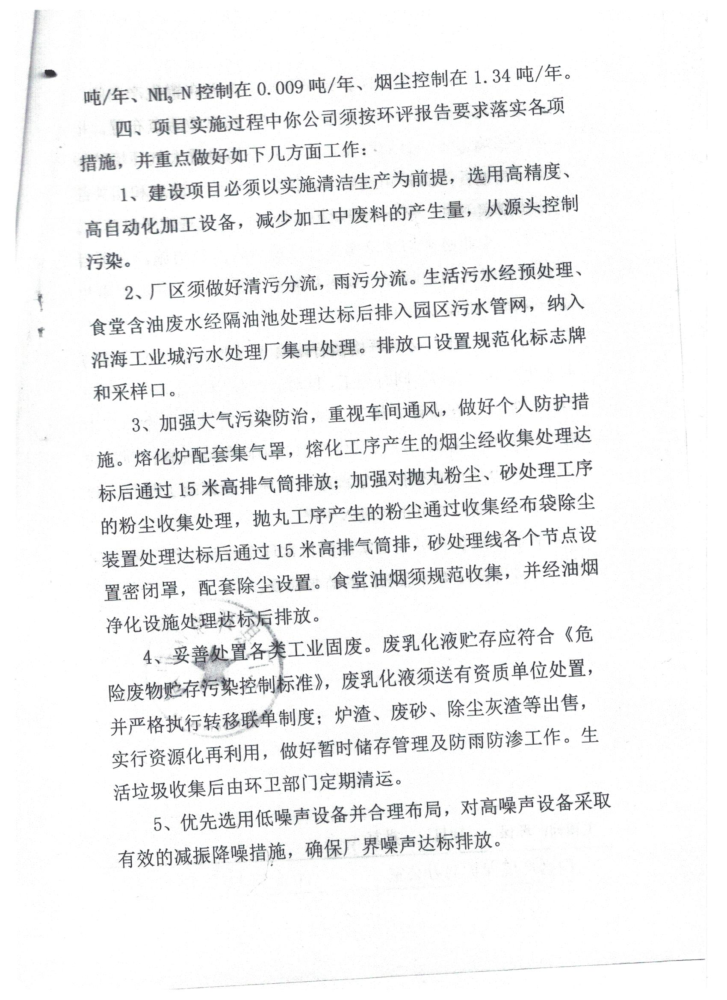 吨/年、NH₃-N控制在0.009吨/年、烟尘控制在1.34吨/年。
四、项目实施过程中你公司须按环评报告要求落实各项
措施，并重点做好如下几方面工作：
1、建设项目必须以实施清洁生产为前提，选用高精度、
高自动化加工设备，减少加工中废料的产生量，从源头控制
污染。
2、厂区须做好清污分流，雨污分流。生活污水经预处理、
食堂含油废水经隔油池处理达标后排入园区污水管网，纳入
沿海工业城污水处理厂集中处理。排放口设置规范化标志牌
和采样口。
3、加强大气污染防治，重视车间通风，做好个人防护措
施。熔化炉配套集气罩，熔化工序产生的烟尘经收集处理达
标后通过15米高排气筒排放；加强对抛丸粉尘、砂处理工序
的粉尘收集处理，抛丸工序产生的粉尘通过收集经布袋除尘
装置处理达标后通过15米高排气筒排，砂处理线各个节点设
置密闭罩，配套除尘设置。食堂油烟须规范收集，并经油烟
净化设施处理达标后排放。
4、妥善处置各类工业固废。废乳化液贮存应符合《危
险废物贮存污染控制标准》，废乳化液须送有资质单位处置，
并严格执行转移联单制度；炉渣、废砂、除尘灰渣等出售，
实行资源化再利用，做好暂时储存管理及防雨防渗工作。生
活垃圾收集后由环卫部门定期清运。
5、优先选用低噪声设备并合理布局，对高噪声设备采取
有效的减振降噪措施，确保厂界噪声达标排放。